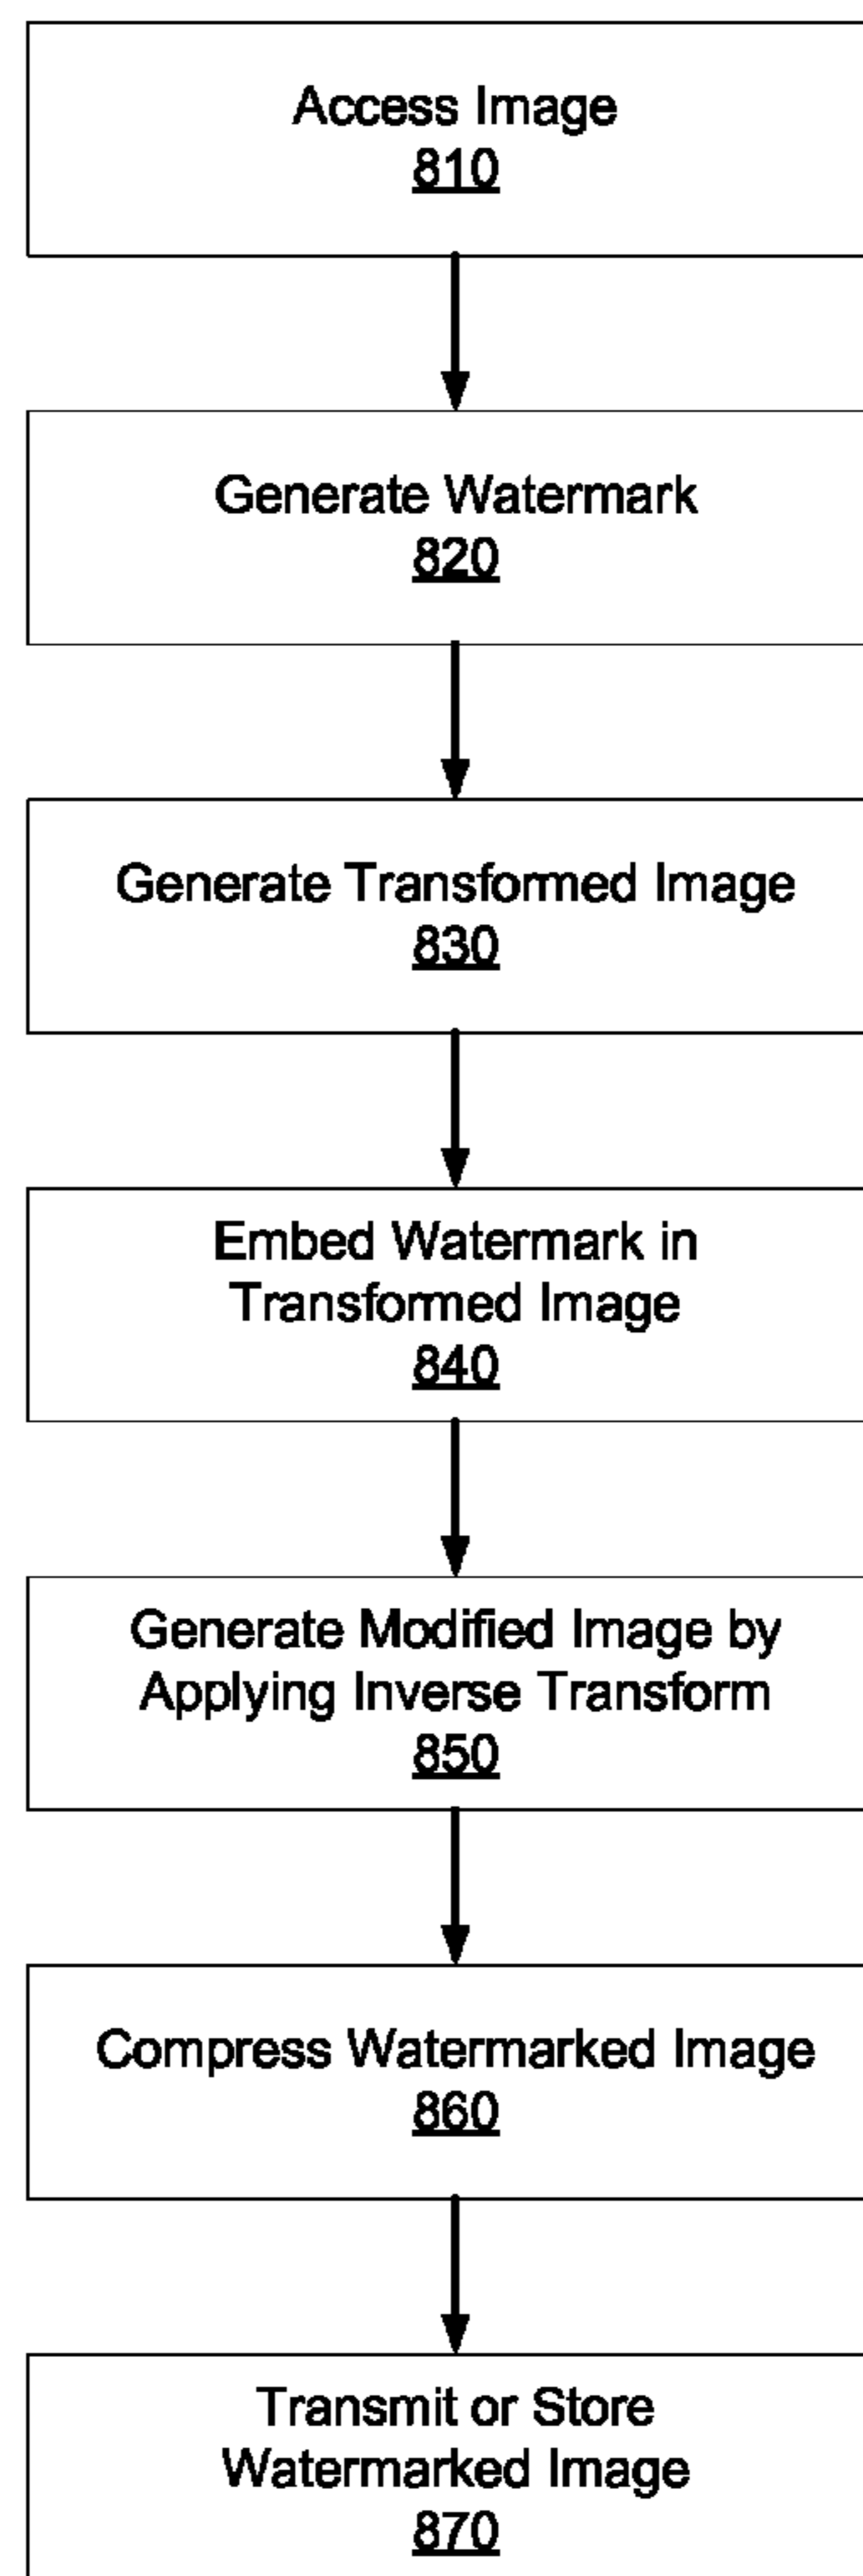 Access Image
810
Generate Watermark
820
Generate Transformed Image
830
Embed Watermark in
Transformed Image
840
Generate Modified Image by
Applying Inverse Transform
850
Compress Watermarked Image
860
Transmit or Store
Watermarked Image
870